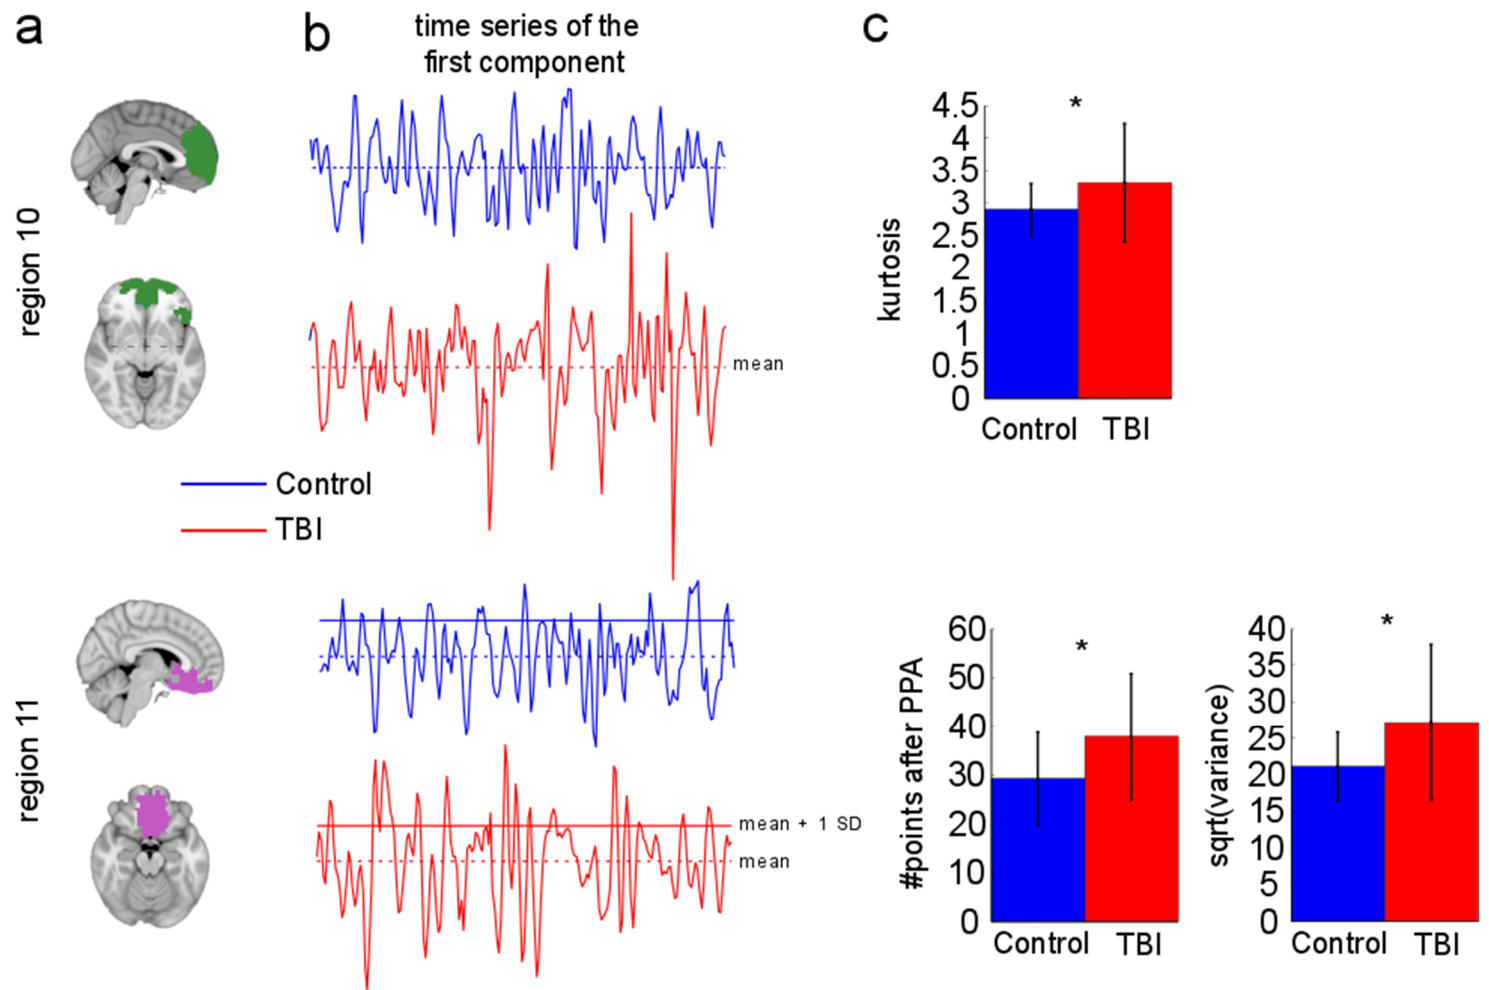 a
b
time series of the
first component
c
region 10
mean
Control
TBI
kurtosis
4.5
4
3.5
3
2.5
2
1.5
1
0.5
0
*
Control TBI
region 11
mean + 1 SD
mean
#points after PPA
60
50
40
30
20
10
0
*
Control TBI
sqrt(variance)
40
35
30
25
20
15
10
5
0
*
Control TBI